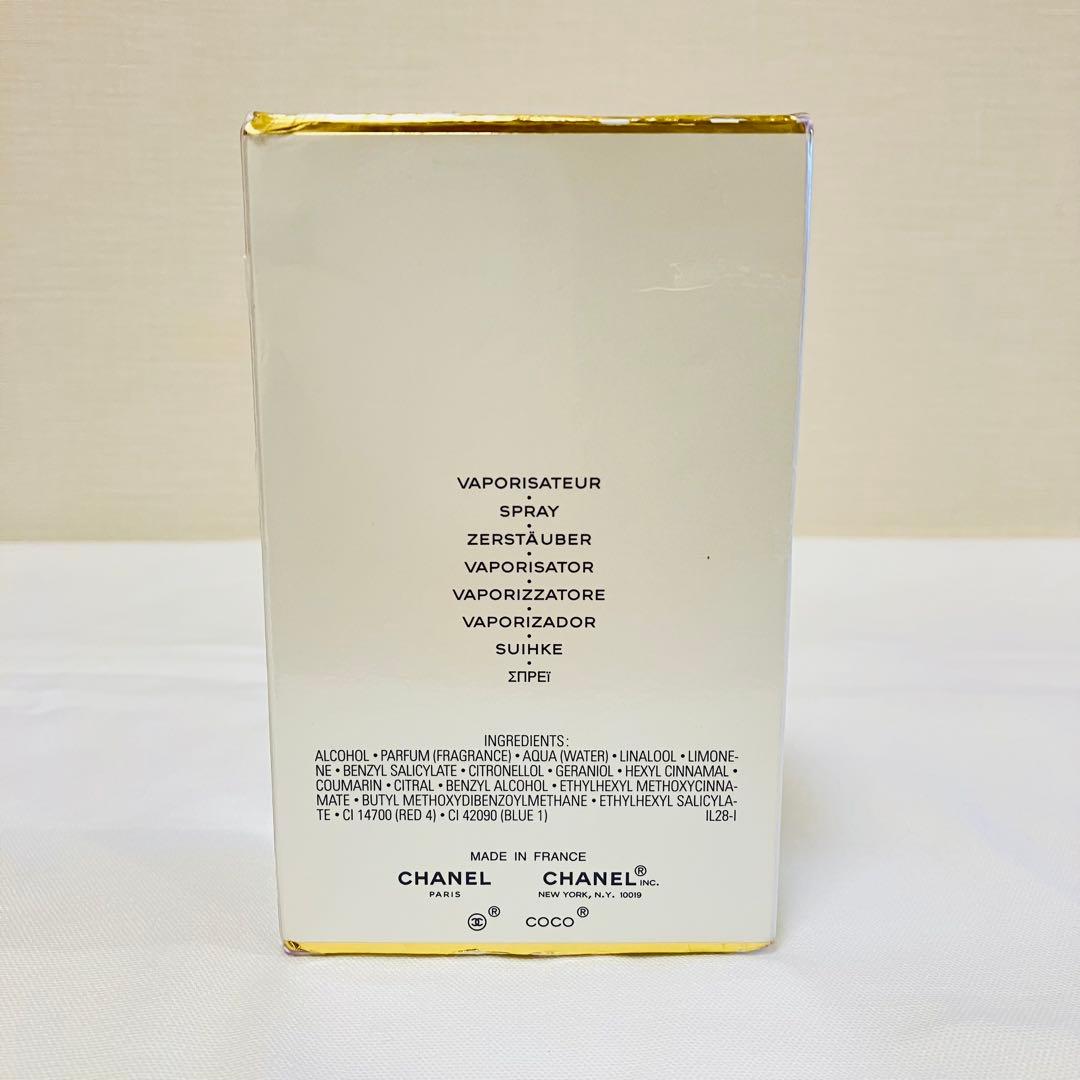 VAPORISATEUR
•
SPRAY
•
ZERSTÄUBER
•
VAPORISATOR
•
VAPORIZZATORE
•
VAPORIZADOR
•
SUIHKE
•
ΣΠΡΕΪ
INGREDIENTS:
ALCOHOL • PARFUM (FRAGRANCE) • AQUA (WATER) • LINALOOL • LIMONE-
NE • BENZYL SALICYLATE • CITRONELLOL • GERANIOL • HEXYL CINNAMAL •
COUMARIN • CITRAL • BENZYL ALCOHOL • ETHYLHEXYL METHOXYCINNA-
MATE • BUTYL METHOXYDIBENZOYLMETHANE • ETHYLHEXYL SALICYLA-
TE • CI 14700 (RED 4) • CI 42090 (BLUE 1) IL28-I
MADE IN FRANCE
CHANEL CHANEL® INC.
PARIS NEW YORK, N.Y. 10019
® COCO®